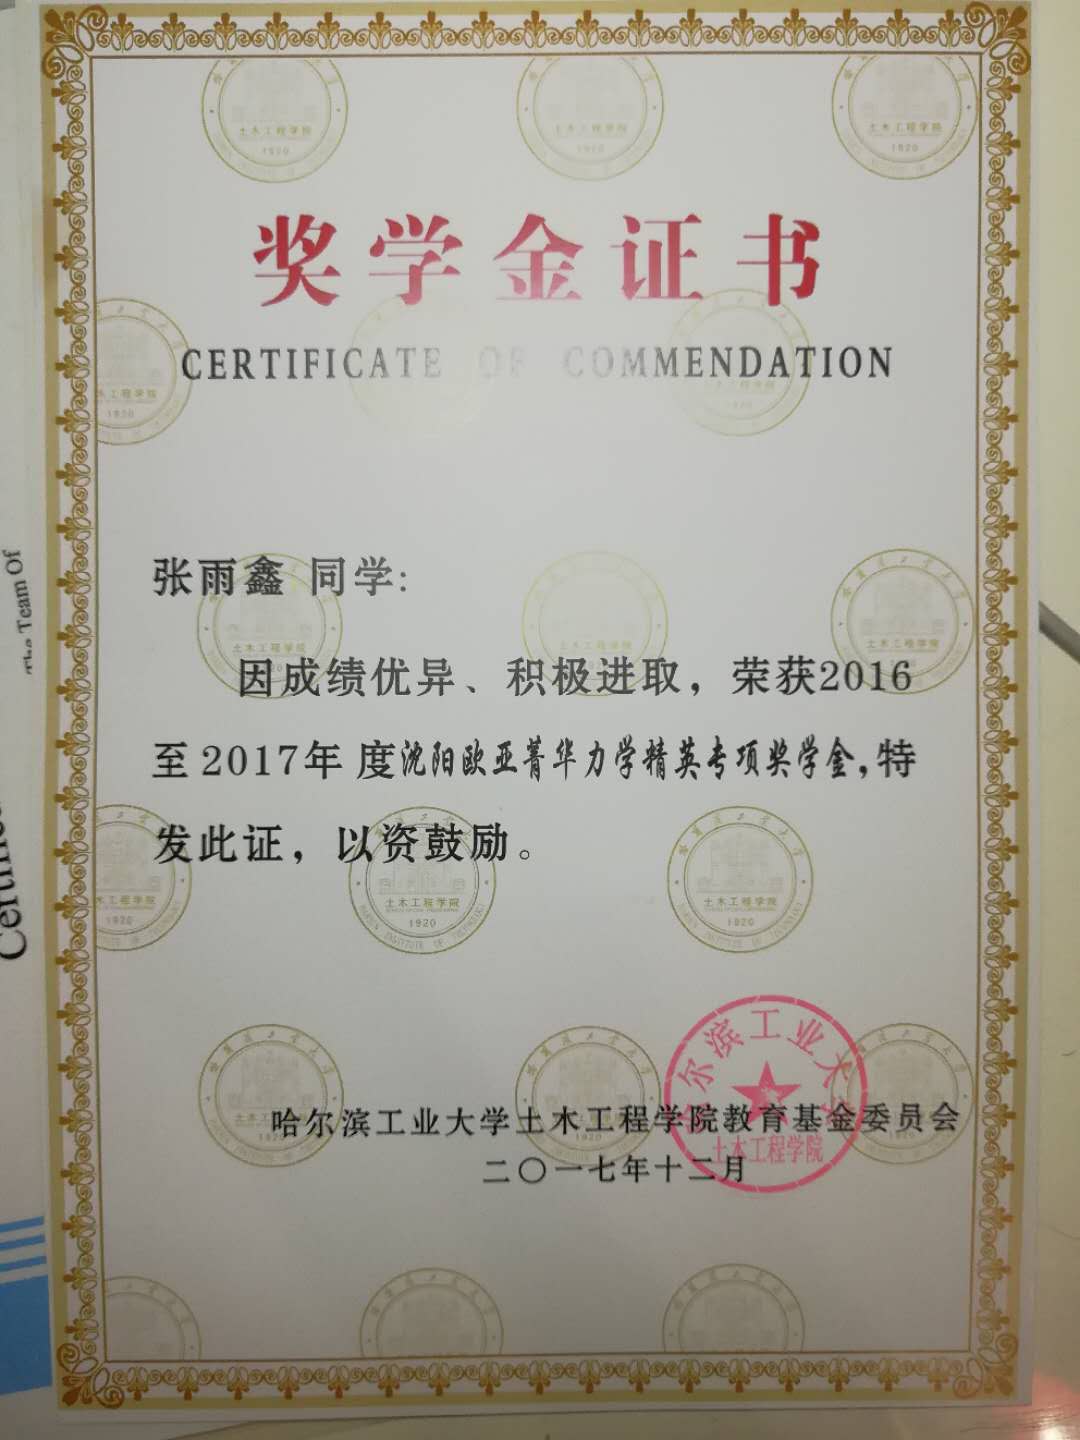 奖学金证书
CERTIFICATE OF COMMENDATION
张雨鑫 同学:
因成绩优异、积极进取，荣获2016
至2017年 度沈阳欧亚菁华力学精英专项奖学金,特
发此证，以资鼓励。
哈尔滨工业大学土木工程学院教育基金委员会
二〇一七年十二月
哈尔滨工业大学
土木工程学院
土木工程学院
1920
HARBIN INSTITUTE OF TECHNOLOGY
The Team Of